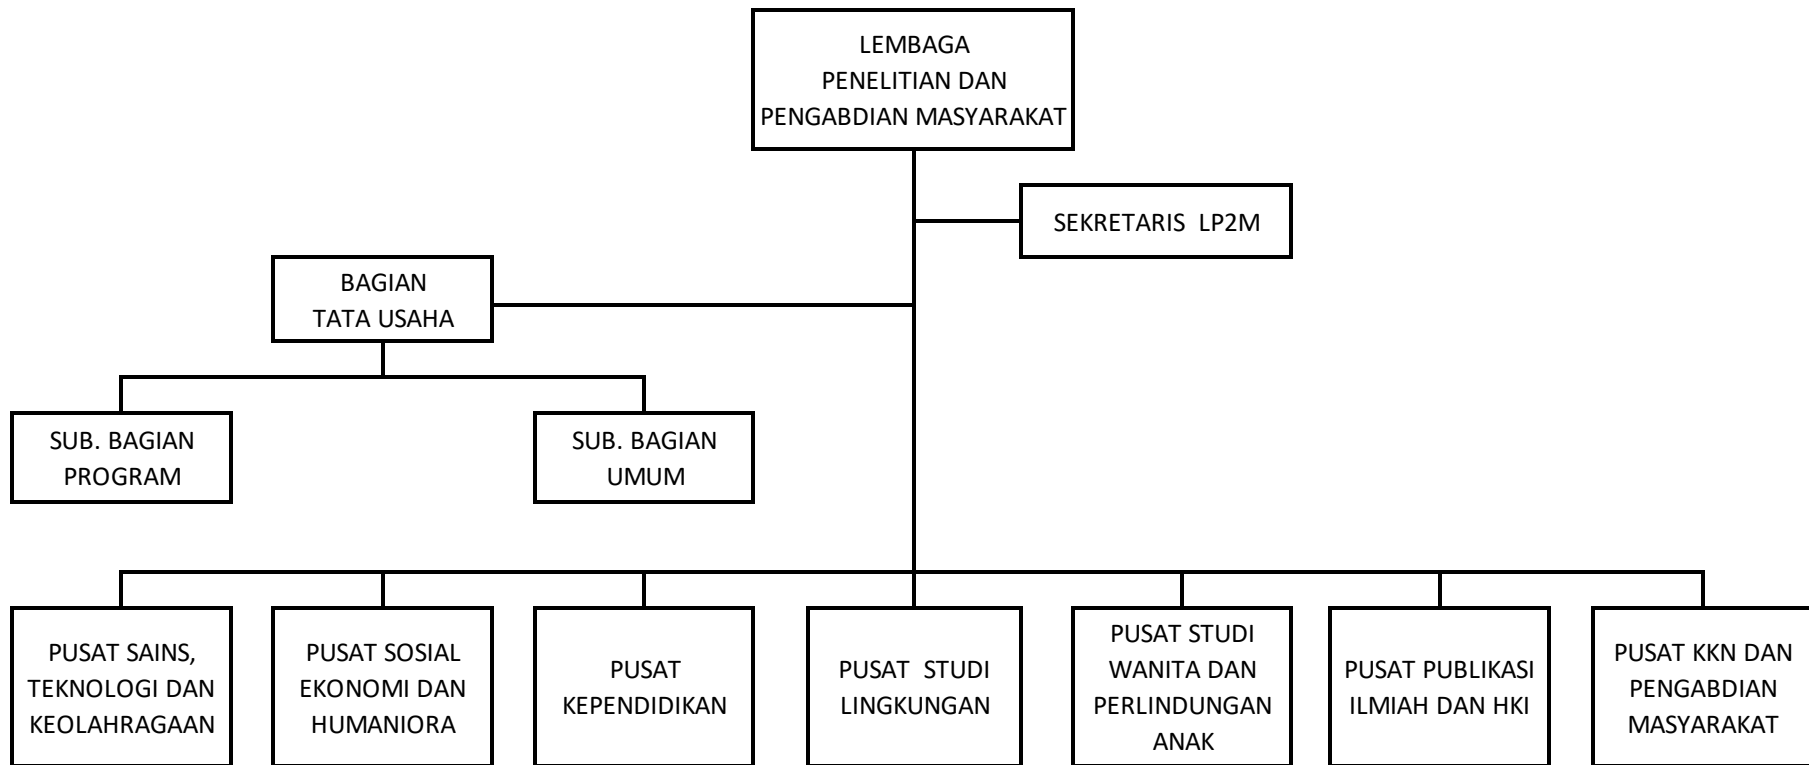 LEMBAGA
PENELITIAN DAN
PENGABDIAN MASYARAKAT
SEKRETARIS  LP2M
BAGIAN
TATA USAHA
SUB. BAGIAN
PROGRAM
SUB. BAGIAN
UMUM
PUSAT SAINS,
TEKNOLOGI DAN
KEOLAHRAGAAN
PUSAT SOSIAL
EKONOMI DAN
HUMANIORA
PUSAT
KEPENDIDIKAN
PUSAT  STUDI
LINGKUNGAN
PUSAT STUDI
WANITA DAN
PERLINDUNGAN
ANAK
PUSAT PUBLIKASI
ILMIAH DAN HKI
PUSAT KKN DAN
PENGABDIAN
MASYARAKAT